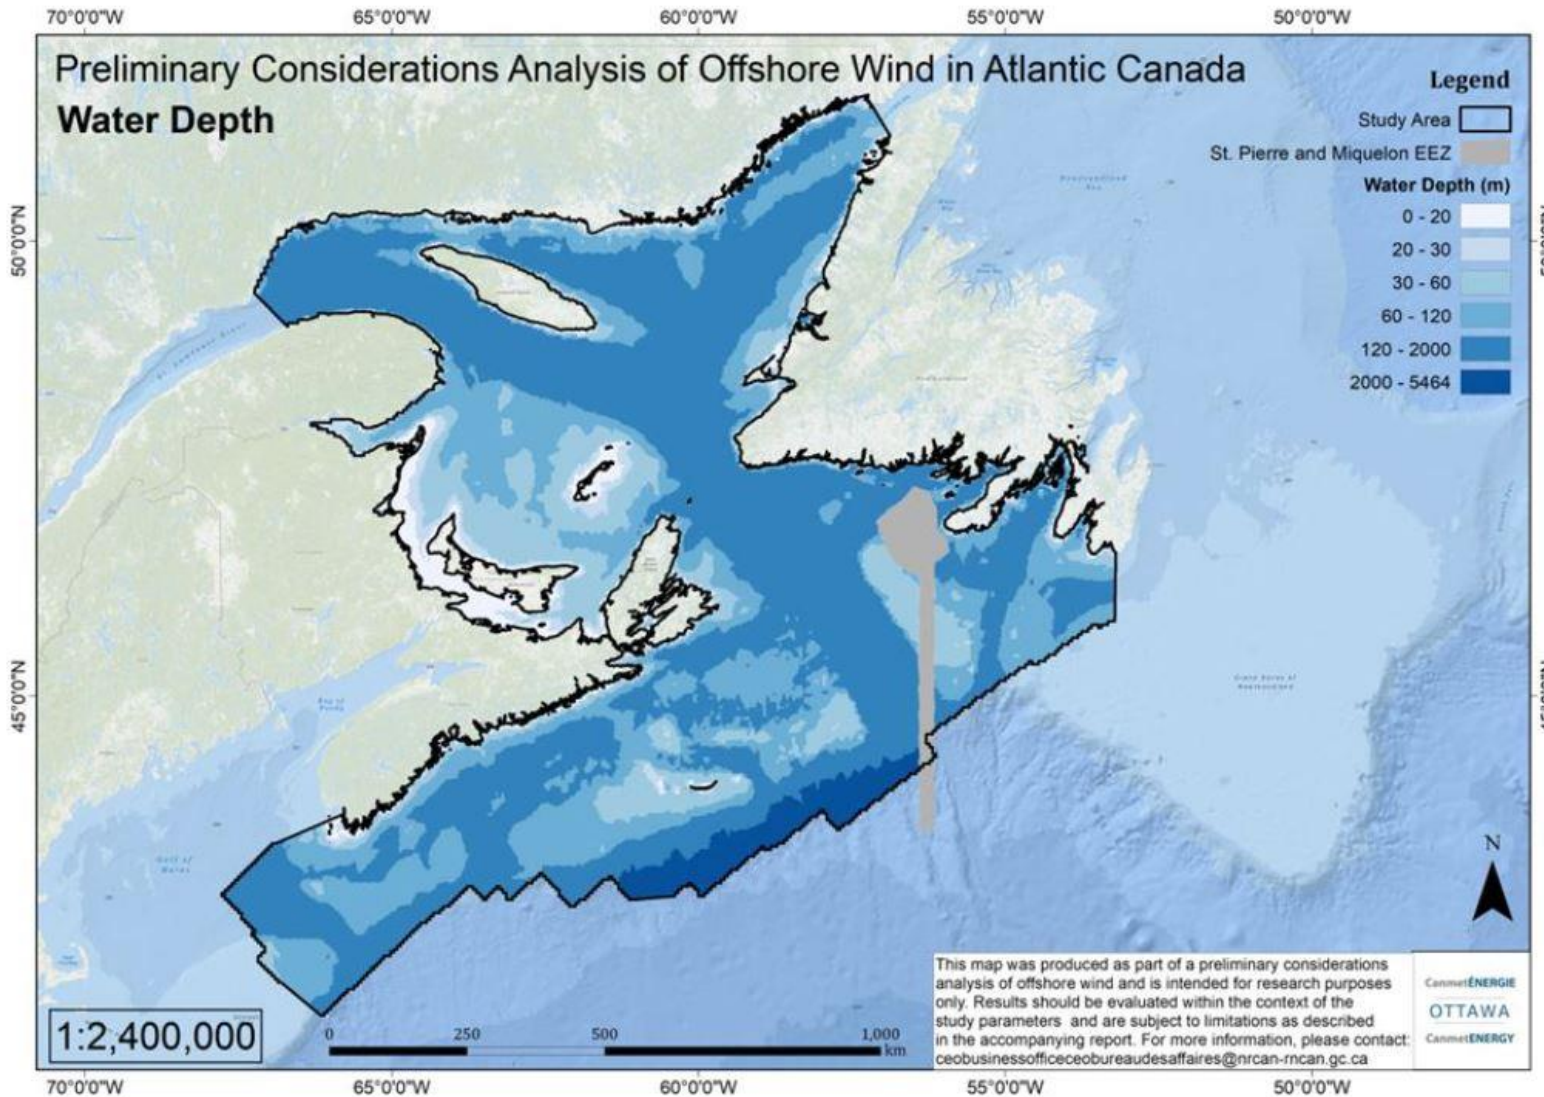 70°0'0"W 65°0'0"W 60°0'0"W 55°0'0"W 50°0'0"W
Preliminary Considerations Analysis of Offshore Wind in Atlantic Canada
Water Depth
Legend
Study Area
St. Pierre and Miquelon EEZ
Water Depth (m)
0 - 20
20 - 30
30 - 60
60 - 120
120 - 2000
2000 - 5464
50°0'0"N
45°0'0"N
Gulf of
Grand Banks of
Newfoundland
N
1:2,400,000
0 250 500 1,000
km
This map was produced as part of a preliminary considerations
analysis of offshore wind and is intended for research purposes
only. Results should be evaluated within the context of the
study parameters and are subject to limitations as described
in the accompanying report. For more information, please contact:
ceobusinessofficeceobureaudesaffaires@nrcan-rncan.gc.ca
CanmetÉNERGIE
OTTAWA
CanmetENERGY
70°0'0"W 65°0'0"W 60°0'0"W 55°0'0"W 50°0'0"W